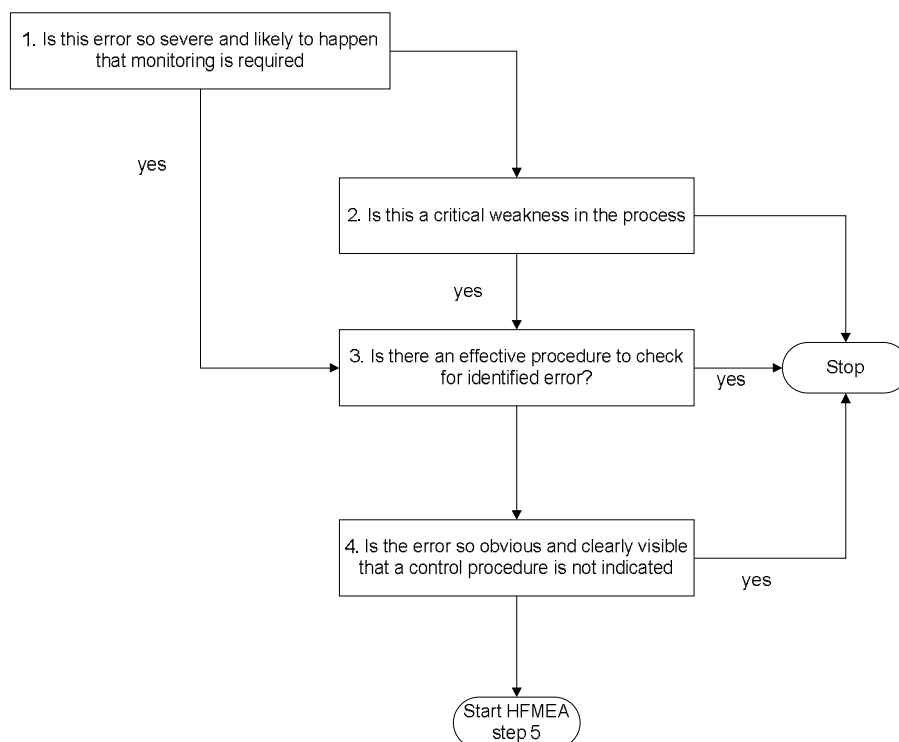 1. Is this error so severe and likely to happen
that monitoring is required
yes
2. Is this a critical weakness in the process
yes
3. Is there an effective procedure to check
for identified error?
yes
Stop
4. Is the error so obvious and clearly visible
that a control procedure is not indicated
yes
Start HFMEA
step 5